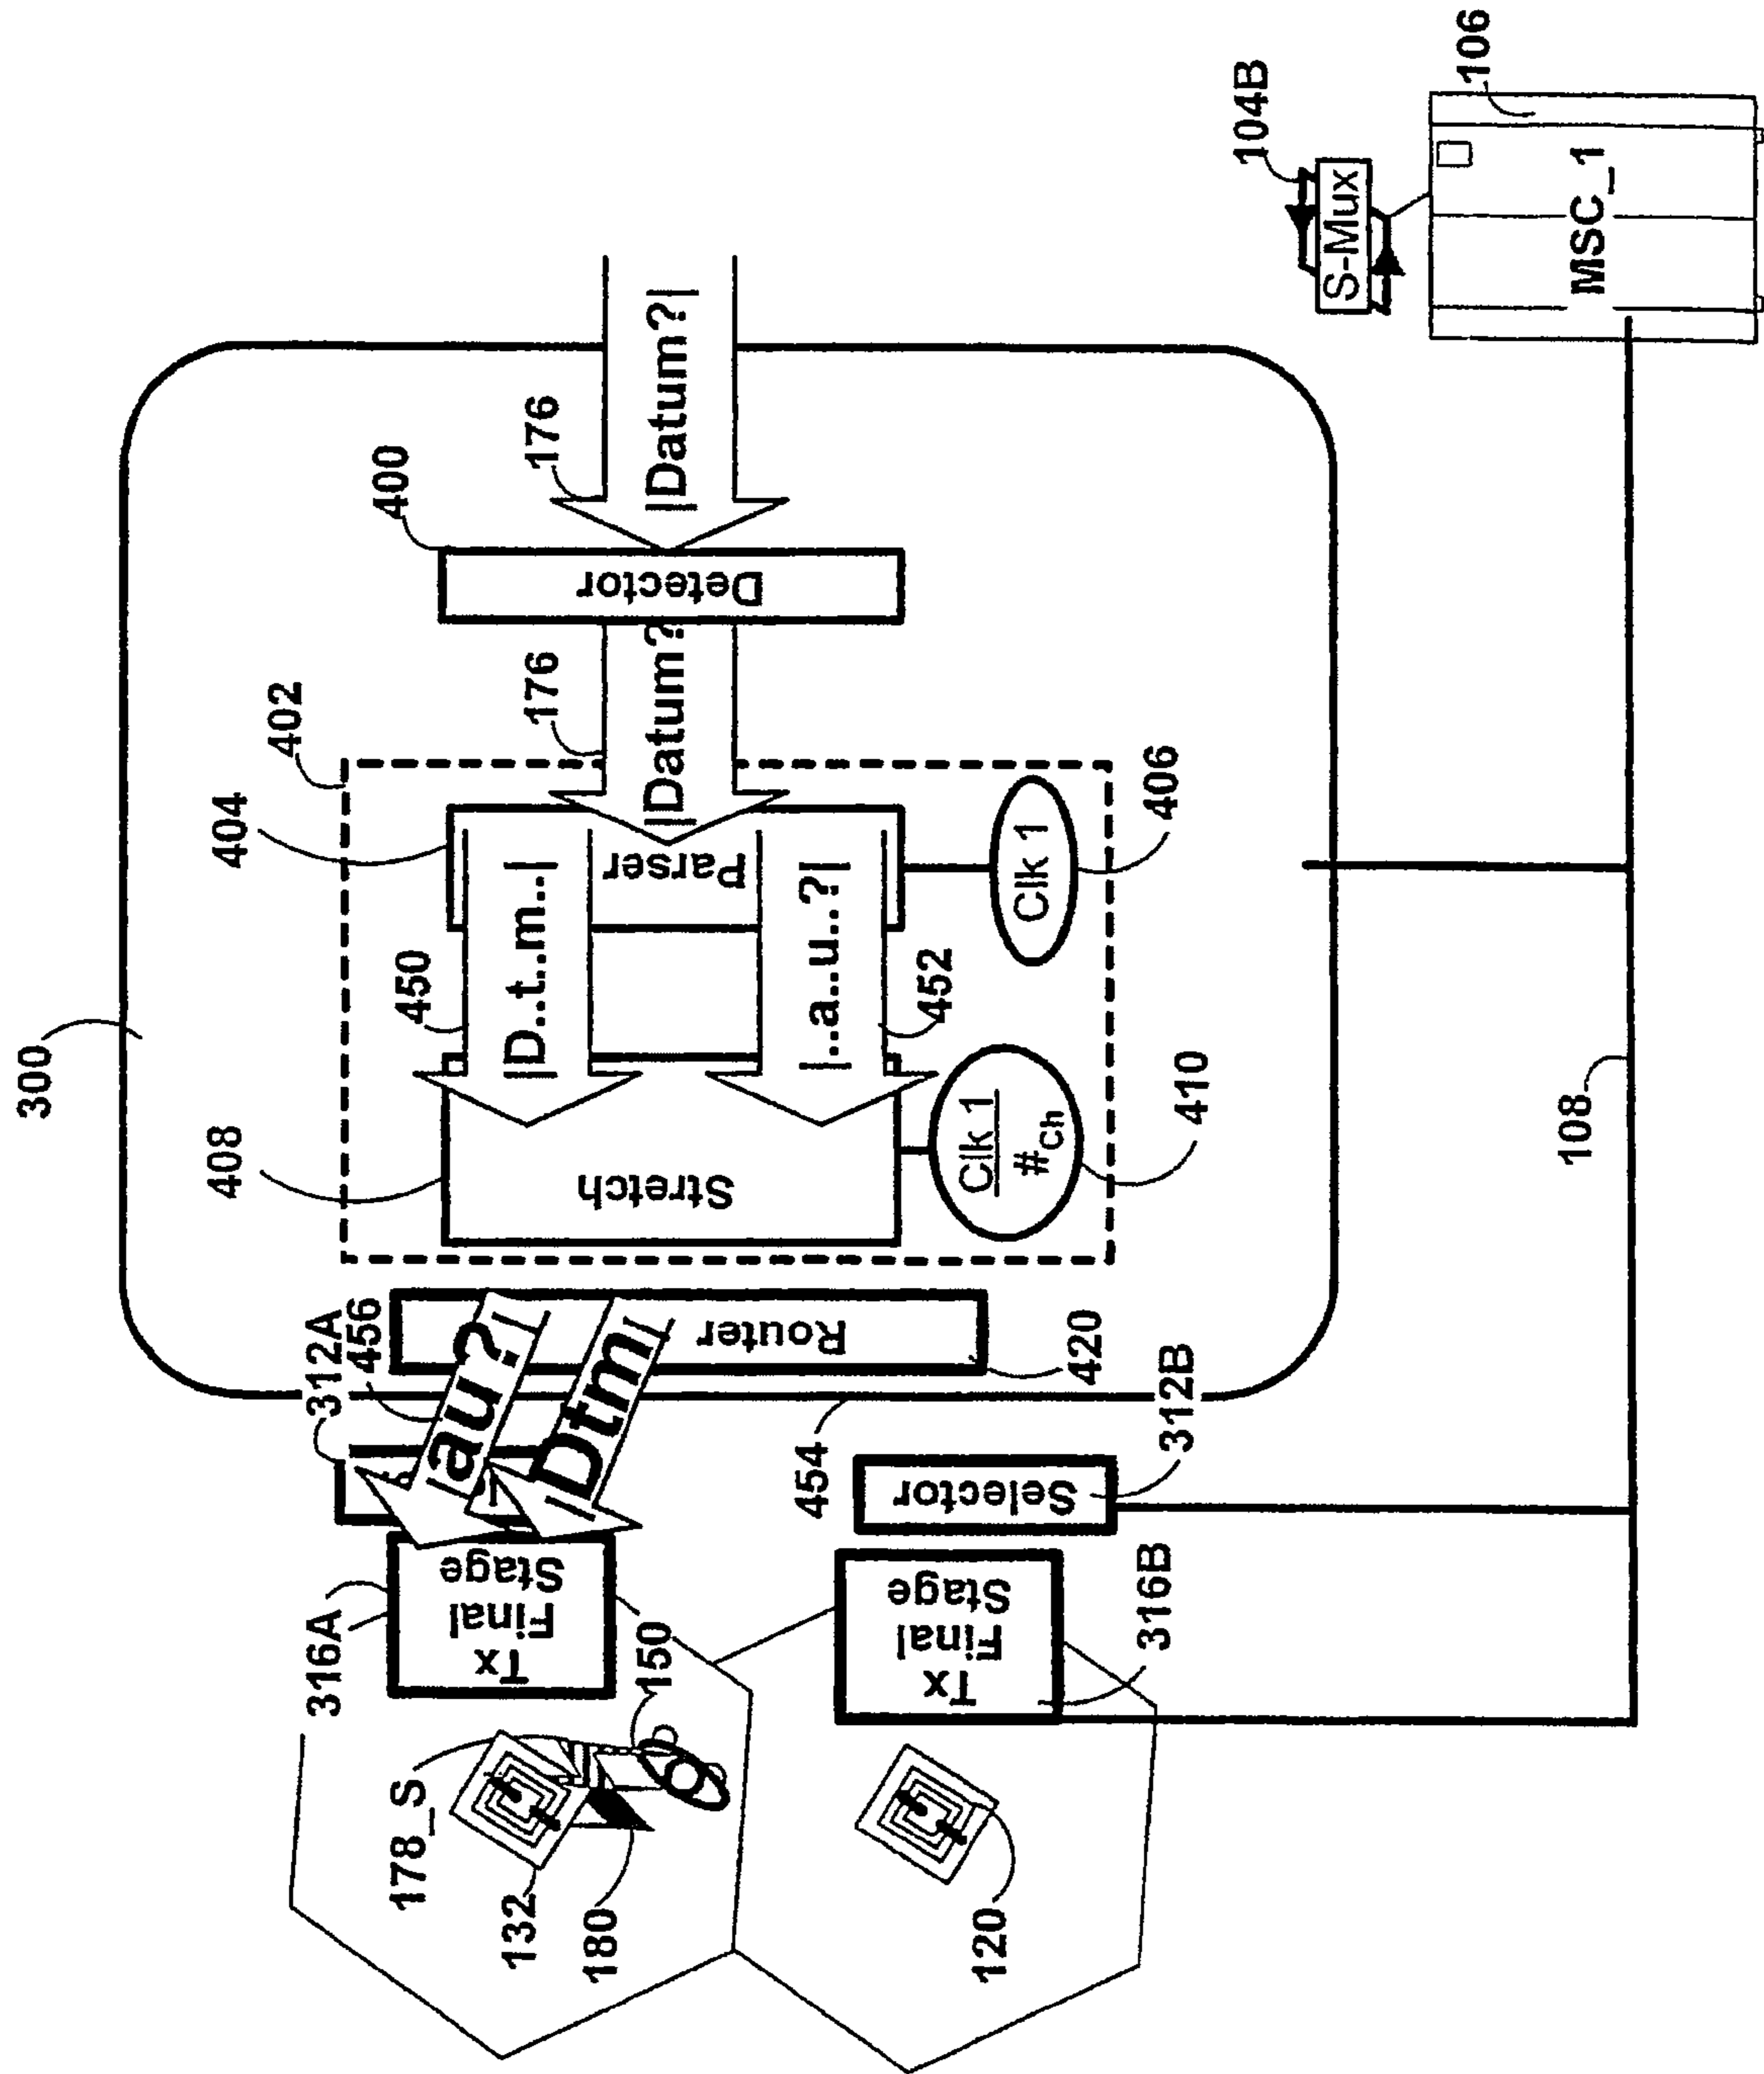 300
402
404
400
176
|Datum?|
Detector
176
|Datum?
Parser
450
|D..t..m..|
452
|..a..u..?|
Clk 1
406
408
Stretch
Clk 1
#Ch
410
312A
456
|au?|
|Dtm|
Router
420
454
Selector
312B
316A
Tx
Final
Stage
Tx
Final
Stage
316B
150
178_S
132
180
120
108
104B
S-Mux
106
MSC_1